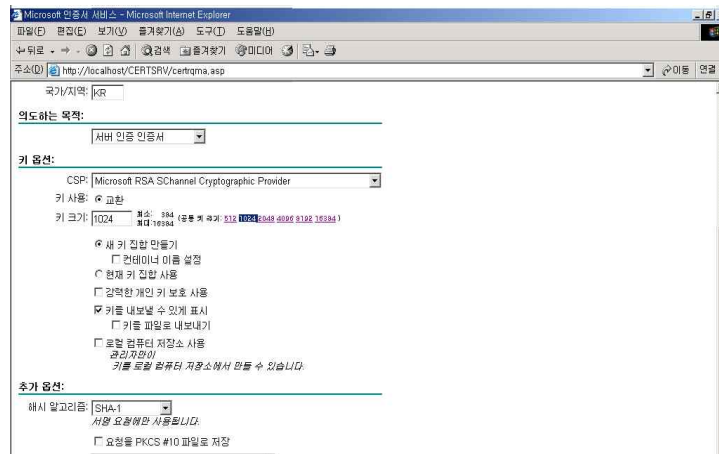 Microsoft 인증서 서비스 - Microsoft Internet Explorer
파일(F) 편집(E) 보기(V) 즐겨찾기(A) 도구(T) 도움말(H)
뒤로 검색 즐겨찾기 미디어
주소(D) http://localhost/CERTSRV/certrqma.asp 이동 연결
국가/지역: KR
의도하는 목적:
서버 인증 인증서
키 옵션:
CSP: Microsoft RSA SChannel Cryptographic Provider
키 사용: 교환
키 크기: 1024 최소: 384 (공통 키 크기: 512 1024 2048 4096 8192 16384 )
최대:16384
새 키 집합 만들기
컨테이너 이름 설정
현재 키 집합 사용
강력한 개인 키 보호 사용
키를 내보낼 수 있게 표시
키를 파일로 내보내기
로컬 컴퓨터 저장소 사용
관리자만이
키를 로컬 컴퓨터 저장소에서 만들 수 있습니다.
추가 옵션:
해시 알고리즘: SHA-1
서명 요청에만 사용됩니다.
요청을 PKCS #10 파일로 저장